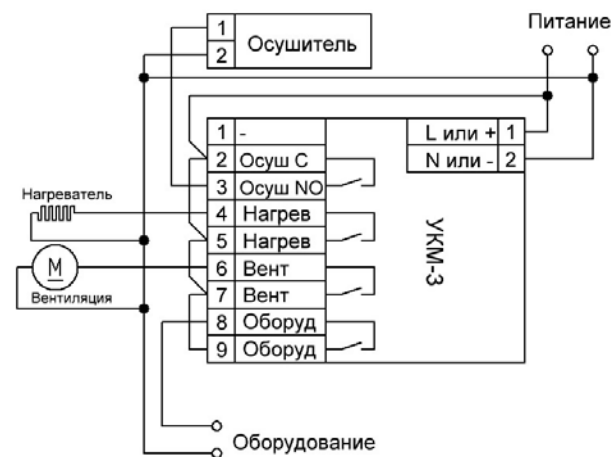 Питание
1
2 Осушитель
1 - L или + 1
2 Осуш C N или - 2
3 Осуш NO
Нагреватель
4 Нагрев
5 Нагрев
УКМ-3
M
6 Вент
Вентиляция
7 Вент
8 Оборуд
9 Оборуд
Оборудование